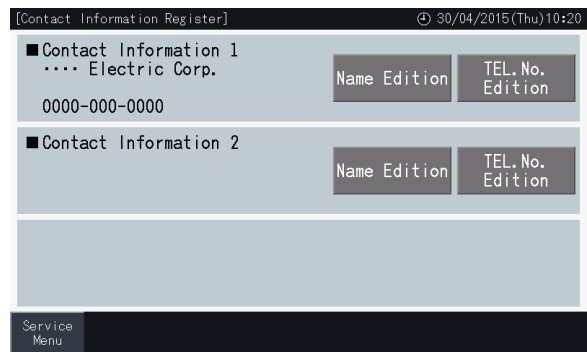 [Contact Information Register]
30/04/2015(Thu)10:20
■Contact Information 1
···· Electric Corp.
0000-000-0000
Name Edition
TEL.No.
Edition
■Contact Information 2
Name Edition
TEL.No.
Edition
Service
Menu